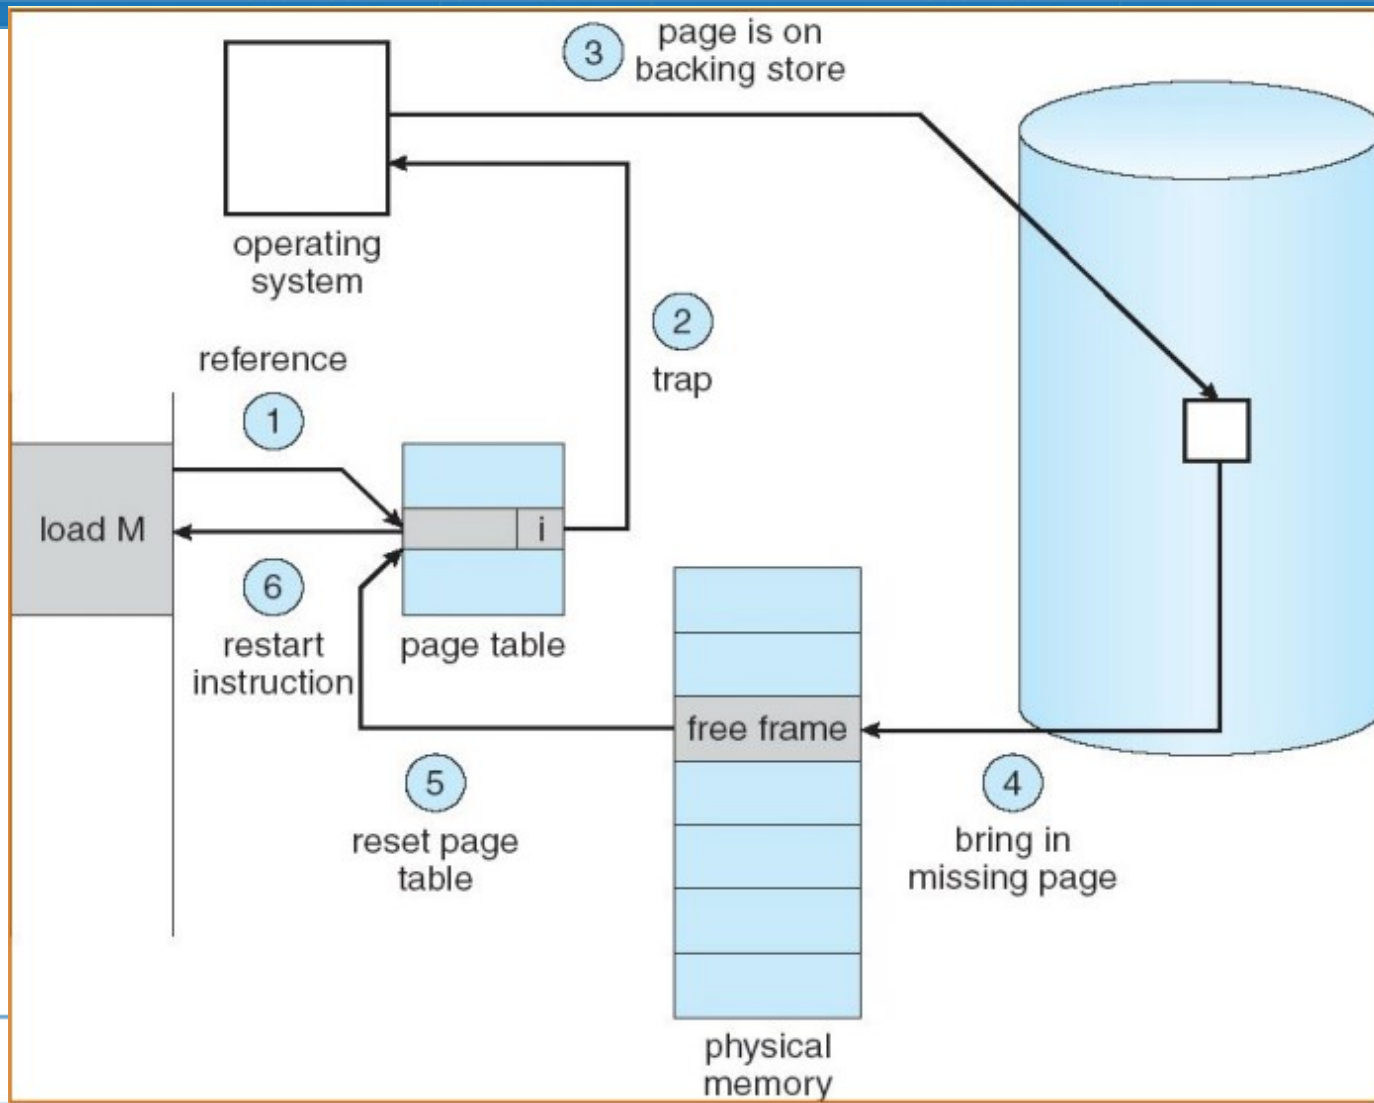 3
page is on
backing store
operating
system
2
trap
reference
1
load M
i
6
restart
instruction
page table
free frame
5
reset page
table
4
bring in
missing page
physical
memory